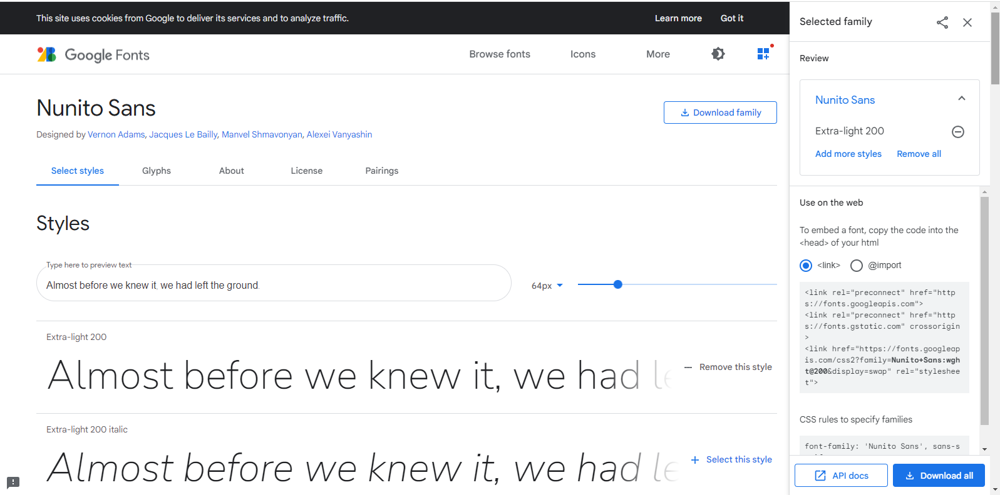 This site uses cookies from Google to deliver its services and to analyze traffic.
Learn more
Got it
Google Fonts
Browse fonts
Icons
More
Nunito Sans
Designed by Vernon Adams, Jacques Le Bailly, Manvel Shmavonyan, Alexei Vanyashin
Download family
Select styles
Glyphs
About
License
Pairings
Styles
Type here to preview text
Almost before we knew it, we had left the ground.
64px
Extra-light 200
Almost before we knew it, we had le
Remove this style
Extra-light 200 italic
Almost before we knew it, we had le
Select this style
Selected family
Review
Nunito Sans
Extra-light 200
Add more styles
Remove all
Use on the web
To embed a font, copy the code into the
<head> of your html
<link>
@import
<link rel="preconnect" href="http
s://fonts.googleapis.com">
<link rel="preconnect" href="http
s://fonts.gstatic.com" crossorigin
>
<link href="https://fonts.googleap
is.com/css2?family=Nunito+Sans:wgh
t@200&display=swap" rel="styleshee
t">
CSS rules to specify families
font-family: 'Nunito Sans', sans-s
API docs
Download all